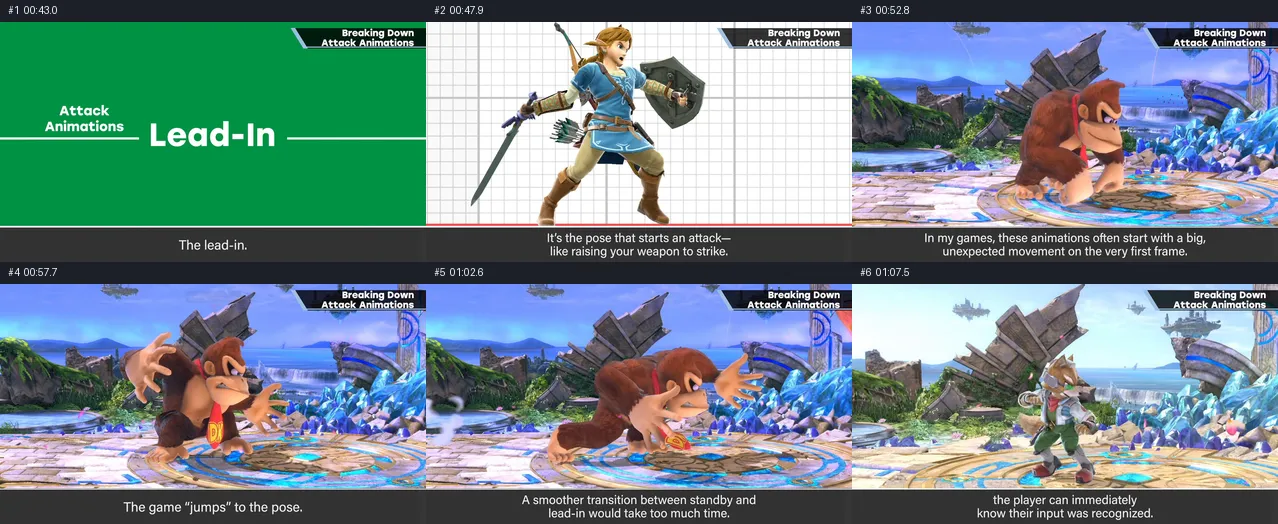 #1 00:43.0
Breaking Down
Attack Animations
Attack
Animations
Lead-In
The lead-in.
#2 00:47.9
Breaking Down
Attack Animations
It's the pose that starts an attack—
like raising your weapon to strike.
#3 00:52.8
Breaking Down
Attack Animations
In my games, these animations often start with a big,
unexpected movement on the very first frame.
#4 00:57.7
Breaking Down
Attack Animations
The game “jumps” to the pose.
#5 01:02.6
Breaking Down
Attack Animations
A smoother transition between standby and
lead-in would take too much time.
#6 01:07.5
Breaking Down
Attack Animations
the player can immediately
know their input was recognized.